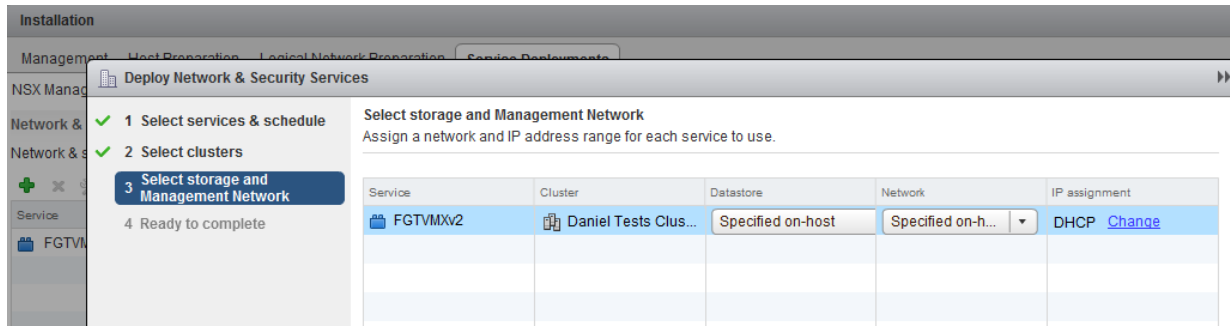 Installation
Management Host Preparation Logical Network Preparation Service Deployments
Deploy Network & Security Services
NSX Manag
Network &
Network & s
Service
FGTVM
1 Select services & schedule
2 Select clusters
3 Select storage and
Management Network
4 Ready to complete
Select storage and Management Network
Assign a network and IP address range for each service to use.
Service Cluster Datastore Network IP assignment
FGTVMXv2 Daniel Tests Clus... Specified on-host Specified on-h... DHCP Change